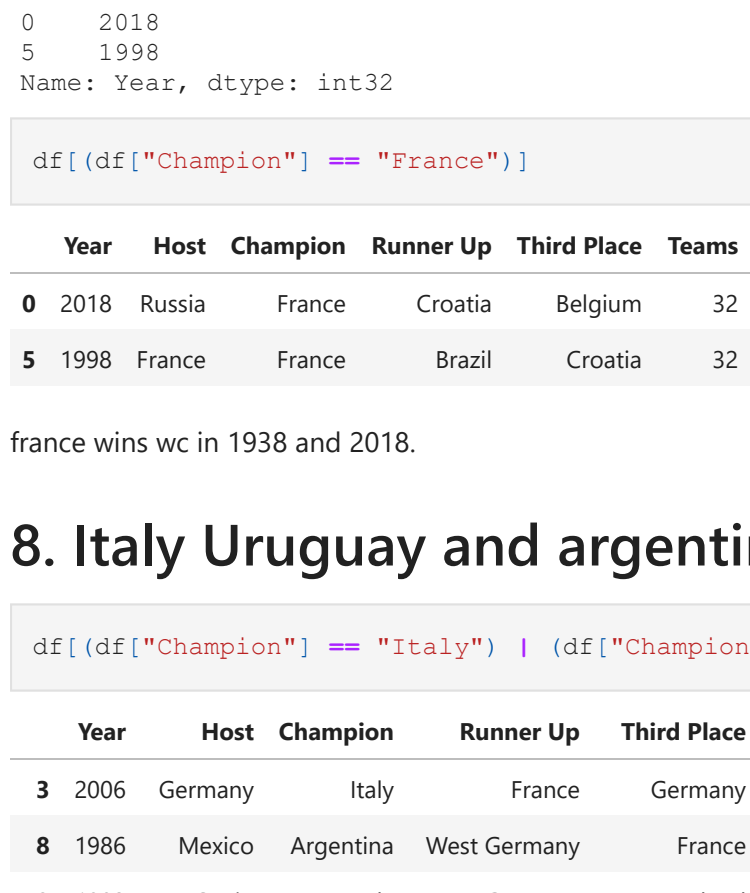 0 2018
5 1998
Name: Year, dtype: int32
df[(df["Champion"] == "France")]
Year Host Champion Runner Up Third Place Teams
0 2018 Russia France Croatia Belgium 32
5 1998 France France Brazil Croatia 32
france wins wc in 1938 and 2018.
8. Italy Uruguay and argenti
df[(df["Champion"] == "Italy") | (df["Champion
Year Host Champion Runner Up Third Place
3 2006 Germany Italy France Germany
8 1986 Mexico Argentina West Germany France